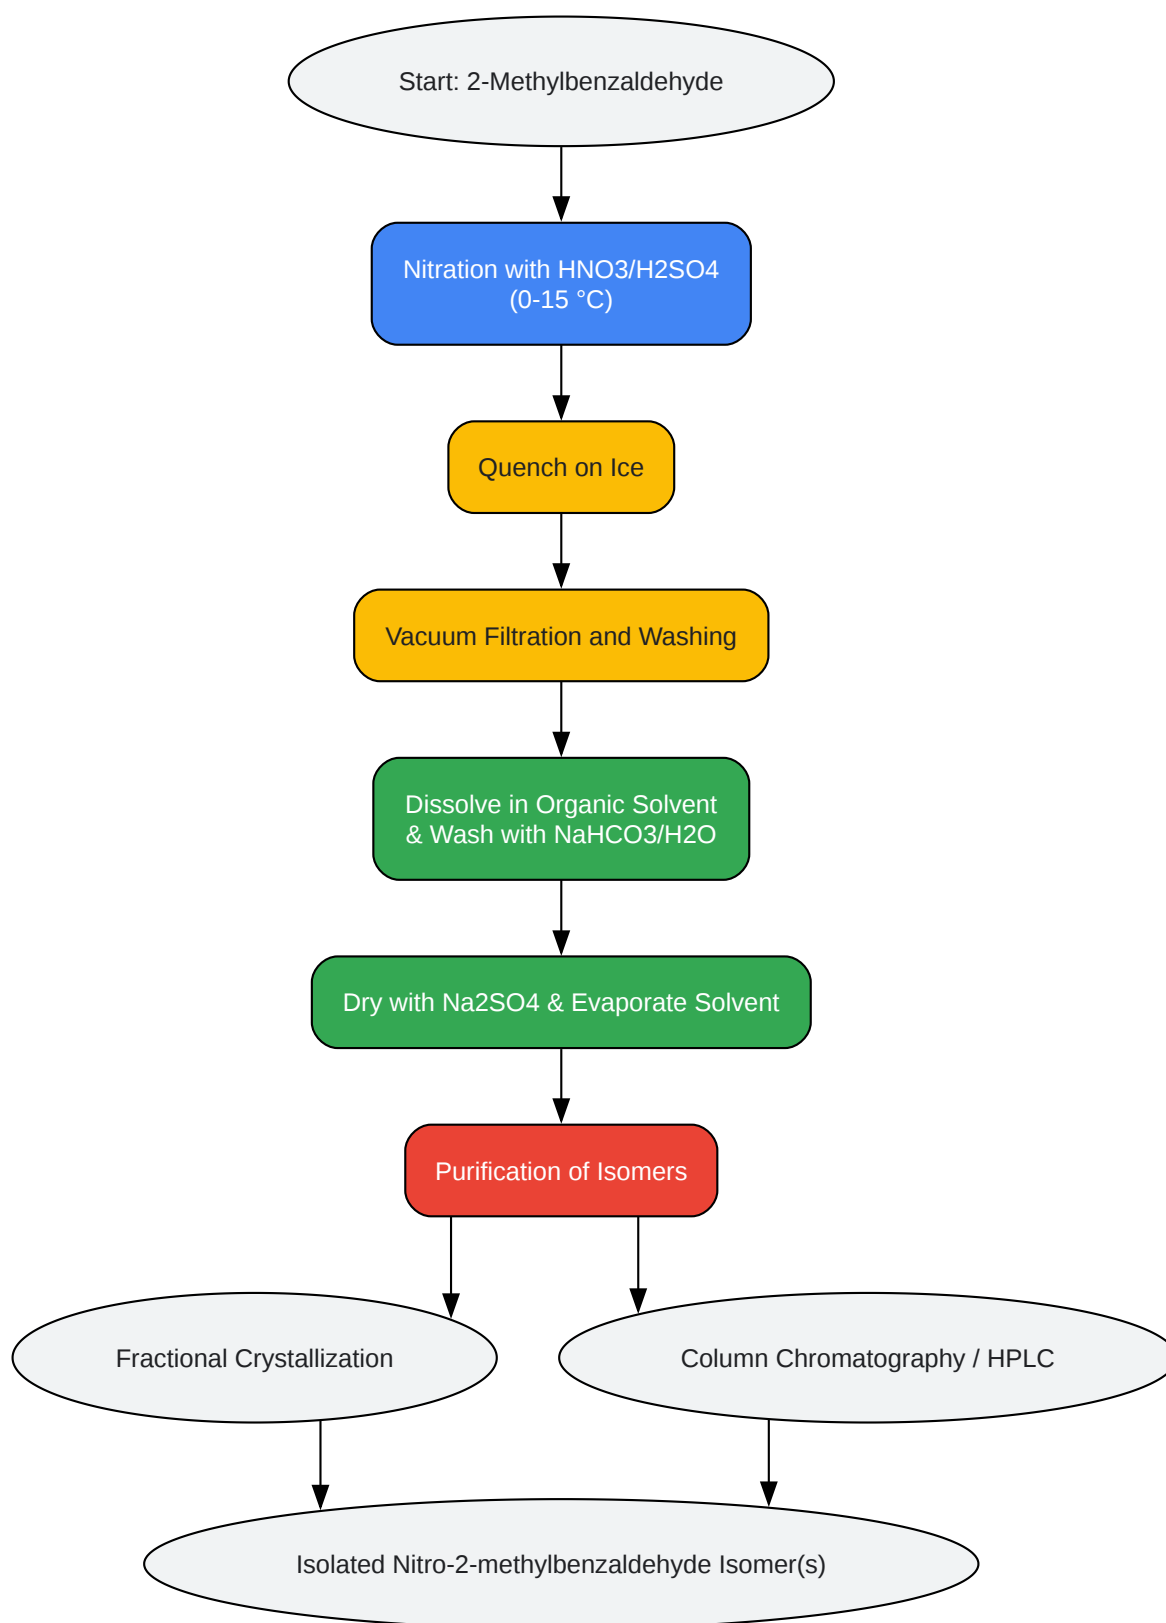 Start: 2-Methylbenzaldehyde
Nitration with HNO3/H2SO4
(0-15 °C)
Quench on Ice
Vacuum Filtration and Washing
Dissolve in Organic Solvent
& Wash with NaHCO3/H2O
Dry with Na2SO4 & Evaporate Solvent
Purification of Isomers
Fractional Crystallization
Column Chromatography / HPLC
Isolated Nitro-2-methylbenzaldehyde Isomer(s)